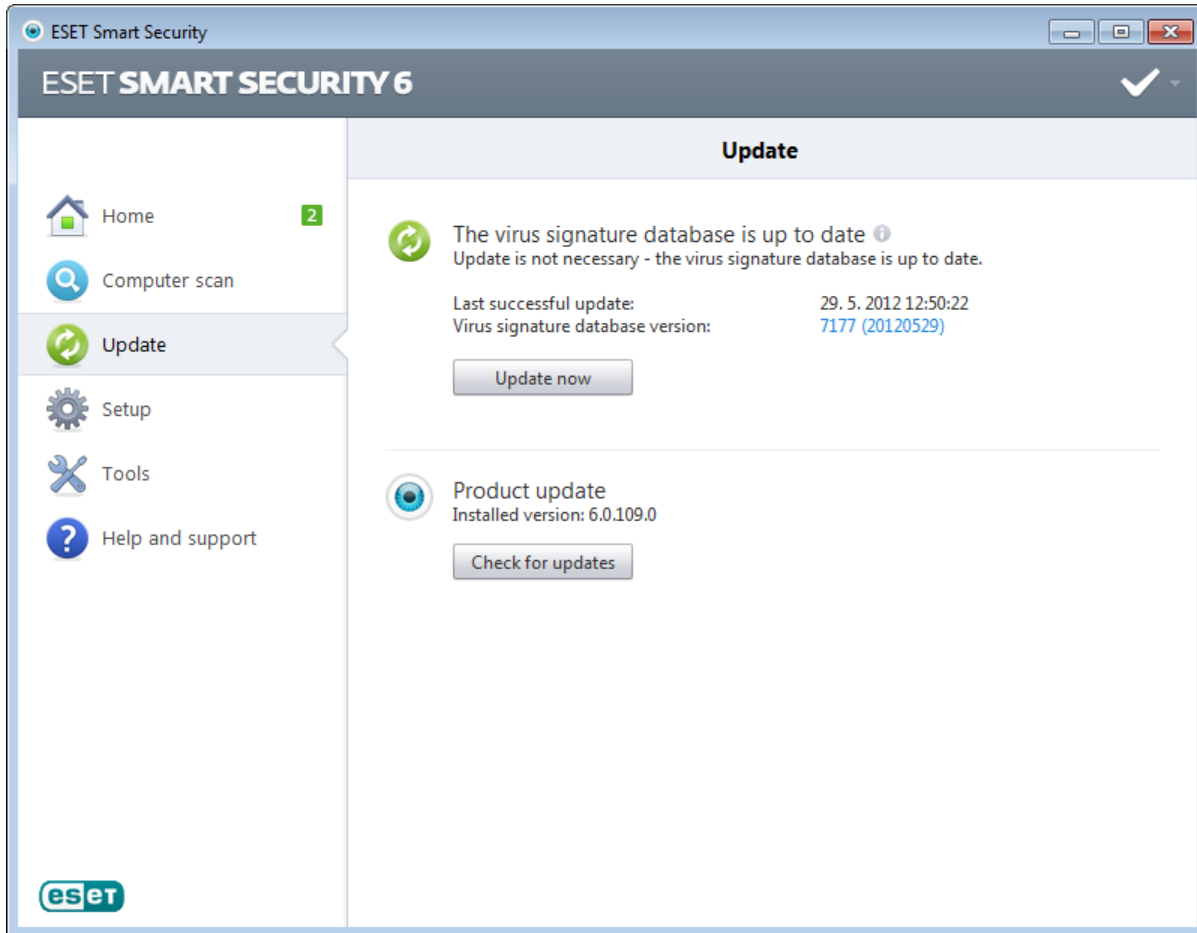 ESET Smart Security
ESET SMART SECURITY 6
Update
Home 2
Computer scan
Update
Setup
Tools
Help and support
The virus signature database is up to date
Update is not necessary - the virus signature database is up to date.
Last successful update: 29. 5. 2012 12:50:22
Virus signature database version: 7177 (20120529)
Update now
Product update
Installed version: 6.0.109.0
Check for updates
eseT